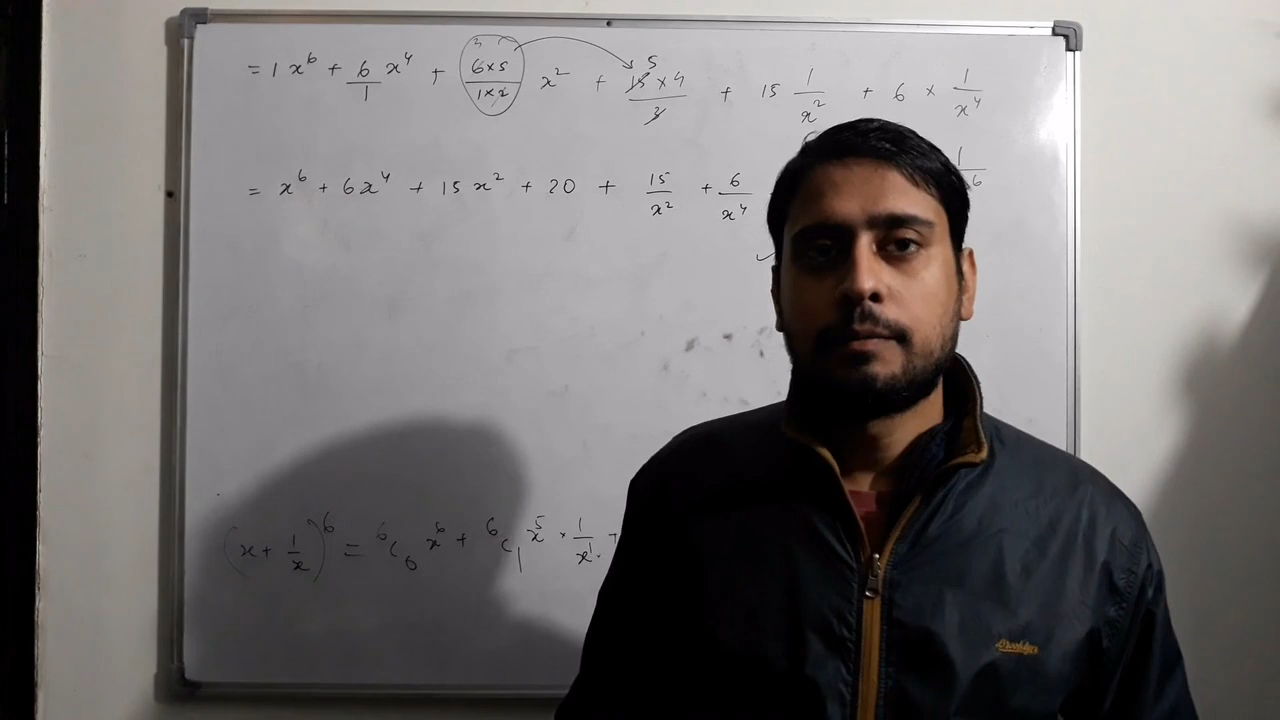 = 1 x⁶ + 6/1 x⁴ + (6×5)/(1×2) x² + 5 (15 × 4)/3 + 15 1/x² + 6 × 1/x⁴
= x⁶ + 6x⁴ + 15x² + 20 + 15/x² + 6/x⁴
(x + 1/x)⁶ = ⁶C₀ x⁶ + ⁶C₁ x⁵ × 1/x¹ +